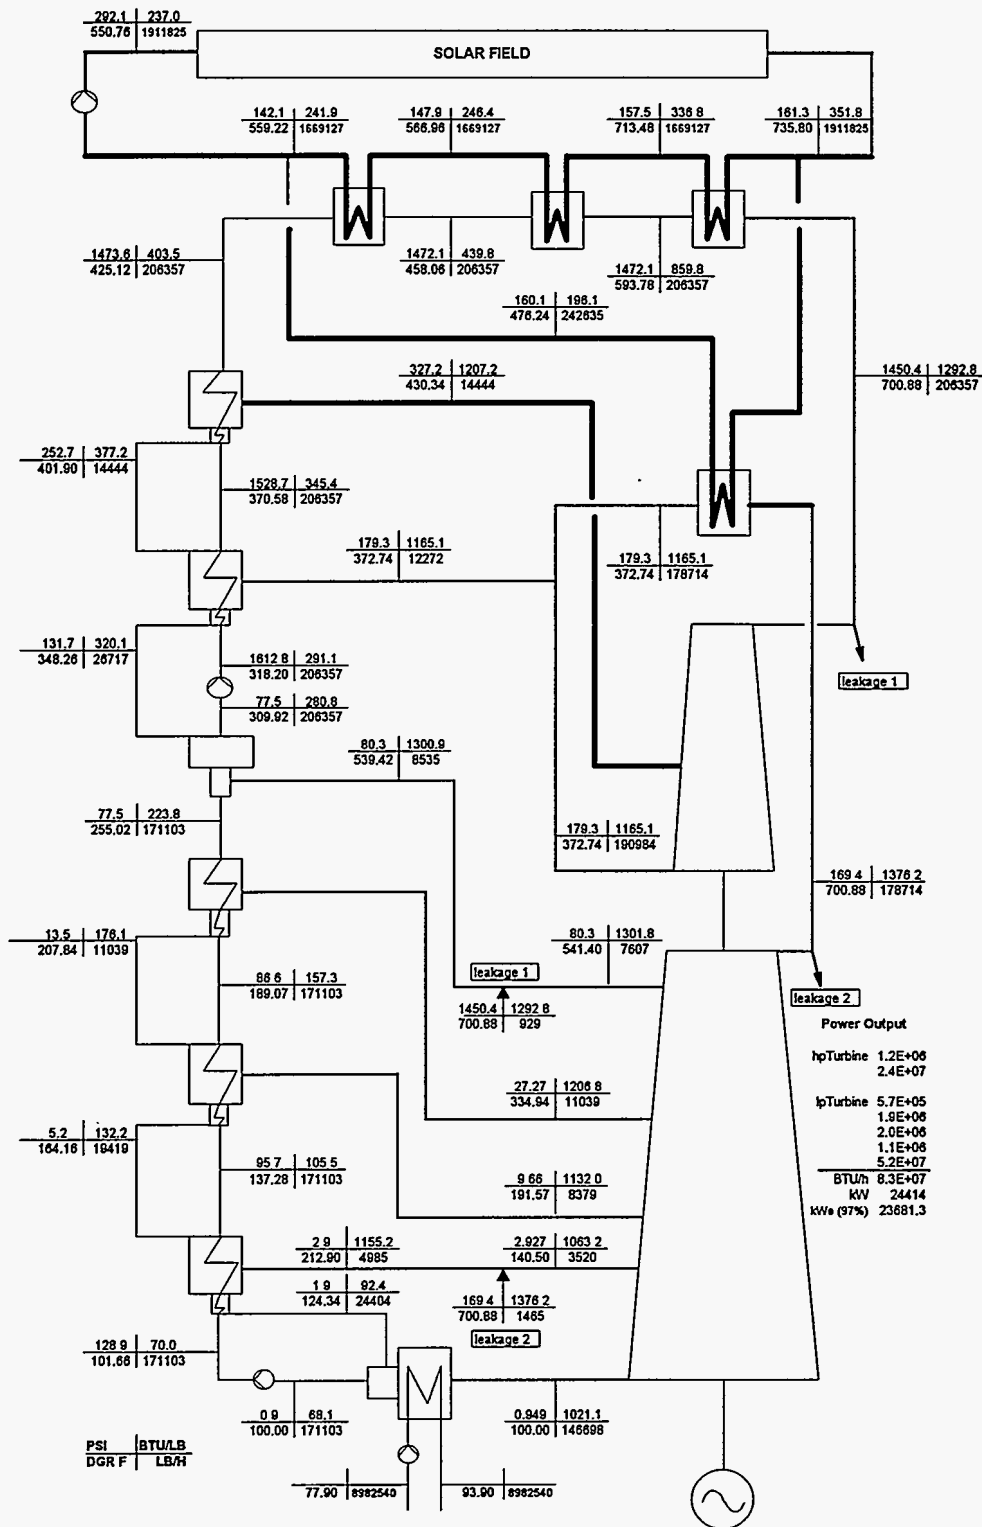 292.1 237.0
550.76 1911825
SOLAR FIELD
142.1 241.9
559.22 1669127
147.9 246.4
566.96 1669127
157.5 336 8
713.48 1669127
161.3 351.8
735.80 1911825
1473.6 403.5
425.12 206357
1472.1 439.8
458.06 206357
1472.1 859.8
593.78 206357
160.1 196.1
476.24 242635
327.2 1207.2
430.34 14444
1450.4 1292.8
700.88 206357
252.7 377.2
401.90 14444
1528.7 345.4
370.58 206357
179.3 1165.1
372.74 12272
179.3 1165.1
372.74 178714
131.7 320.1
348.26 26717
1612 8 291.1
318.20 206357
leakage 1
77.5 280.8
309.92 206357
80.3 1300.9
539.42 8535
77.5 223.8
255.02 171103
179.3 1165.1
372.74 190984
169 4 1376 2
700.88 178714
13.5 176.1
207.84 11039
80.3 1301.8
541.40 7607
86 6 157.3
189.07 171103
leakage 1
1450.4 1292 8
700.88 929
leakage 2
Power Output
hpTurbine 1.2E+06
2.4E+07
lpTurbine 5.7E+05
1.9E+06
2.0E+06
1.1E+06
5.2E+07
BTU/h 8.3E+07
kW 24414
kWe (97%) 23681.3
27.27 1206 8
334.94 11039
5.2 132.2
164.16 19419
95 7 105 5
137.28 171103
9 66 1132 0
191.57 8379
2 9 1155.2
212.90 4985
2.927 1063 2
140.50 3520
1 9 92.4
124.34 24404
169 4 1376 2
700.88 1465
leakage 2
128 9 70.0
101.66 171103
0 9 68.1
100.00 171103
0.949 1021.1
100.00 146698
PSI BTU/LB
DGR F LB/H
77.90 8982540
93.90 8982540